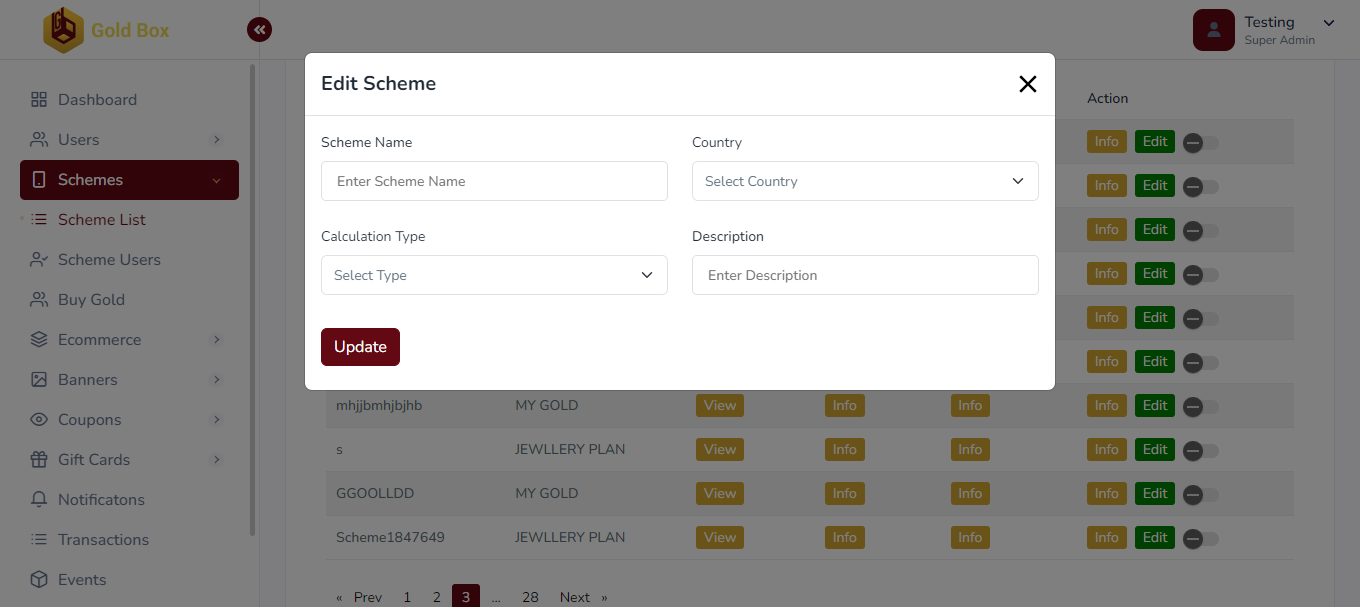 Gold Box
«
Testing
Super Admin
Dashboard
Users
Schemes
Scheme List
Scheme Users
Buy Gold
Ecommerce
Banners
Coupons
Gift Cards
Notificatons
Transactions
Events
Edit Scheme
Scheme Name
Country
Enter Scheme Name
Select Country
Calculation Type
Description
Select Type
Enter Description
Update
Action
Info Edit
Info Edit
Info Edit
Info Edit
Info Edit
Info Edit
mhjjbmhjbjhb MY GOLD View Info Info Info Edit
s JEWLLERY PLAN View Info Info Info Edit
GGOOLLDD MY GOLD View Info Info Info Edit
Scheme1847649 JEWLLERY PLAN View Info Info Info Edit
« Prev 1 2 3 ... 28 Next »